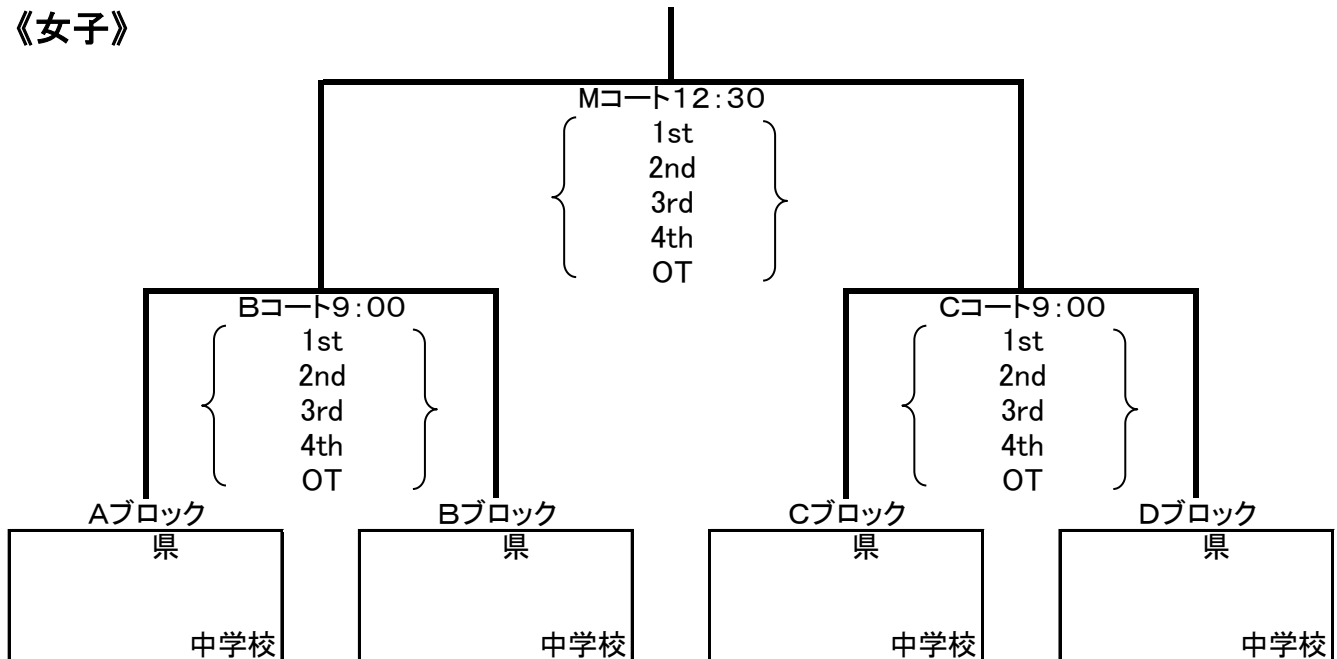 《女子》
Mコート12:30
1st
2nd
3rd
4th
OT
Bコート9:00
1st
2nd
3rd
4th
OT
Cコート9:00
1st
2nd
3rd
4th
OT
Aブロック
県
中学校
Bブロック
県
中学校
Cブロック
県
中学校
Dブロック
県
中学校